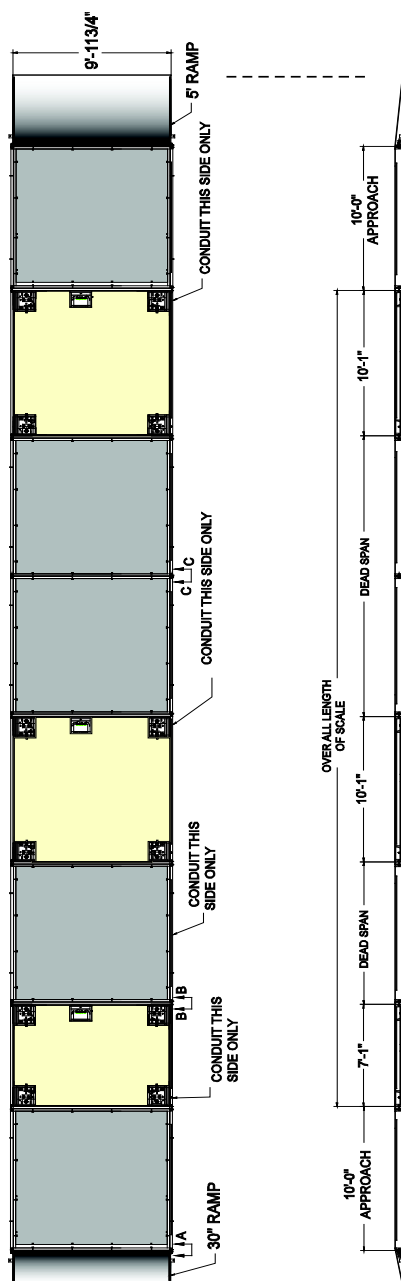 9'-113/4"
5' RAMP
CONDUIT THIS SIDE ONLY
C
C
CONDUIT THIS SIDE ONLY
CONDUIT THIS
SIDE ONLY
B
B
CONDUIT THIS
SIDE ONLY
A
30" RAMP
10'-0"
APPROACH
10'-1"
DEAD SPAN
OVER ALL LENGTH
OF SCALE
10'-1"
DEAD SPAN
7'-1"
10'-0"
APPROACH